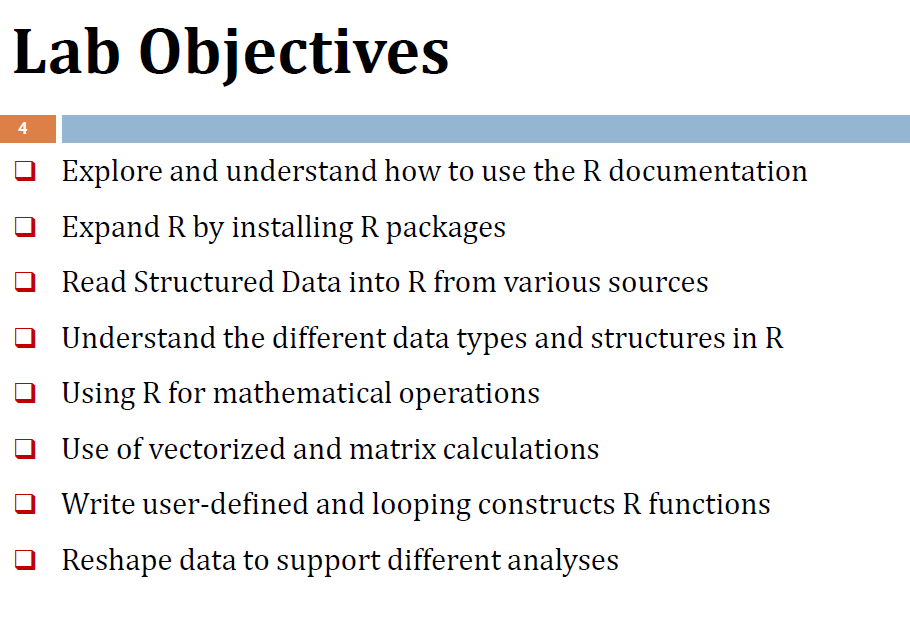 Lab Objectives
4
Explore and understand how to use the R documentation
Expand R by installing R packages
Read Structured Data into R from various sources
Understand the different data types and structures in R
Using R for mathematical operations
Use of vectorized and matrix calculations
Write user-defined and looping constructs R functions
Reshape data to support different analyses